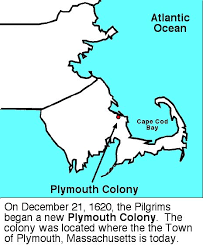 Atlantic
Ocean
Cape Cod
Bay
Plymouth Colony
On December 21, 1620, the Pilgrims
began a new Plymouth Colony. The
colony was located where the the Town
of Plymouth, Massachusetts is today.